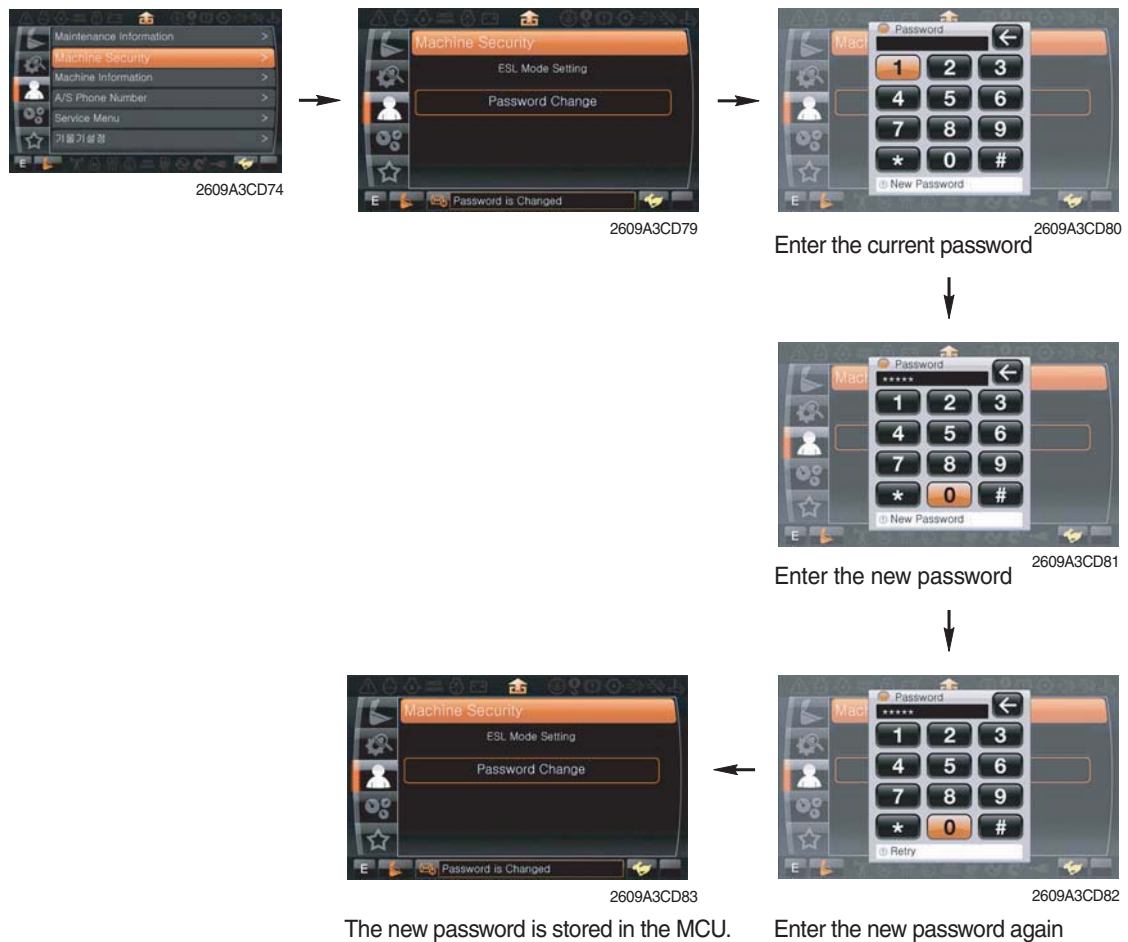 Maintenance Information >
Machine Security >
Machine Information >
A/S Phone Number >
Service Menu >
기울기설정 >
E
2609A3CD74
Machine Security
ESL Mode Setting
Password Change
E
Password is Changed
2609A3CD79
Password
Mach
1 2 3
4 5 6
7 8 9
* 0 #
New Password
E
2609A3CD80
Enter the current password
Password
*****
Mach
1 2 3
4 5 6
7 8 9
* 0 #
New Password
E
2609A3CD81
Enter the new password
Password
*****
Mach
1 2 3
4 5 6
7 8 9
* 0 #
Retry
E
2609A3CD82
Enter the new password again
Machine Security
ESL Mode Setting
Password Change
E
Password is Changed
2609A3CD83
The new password is stored in the MCU.